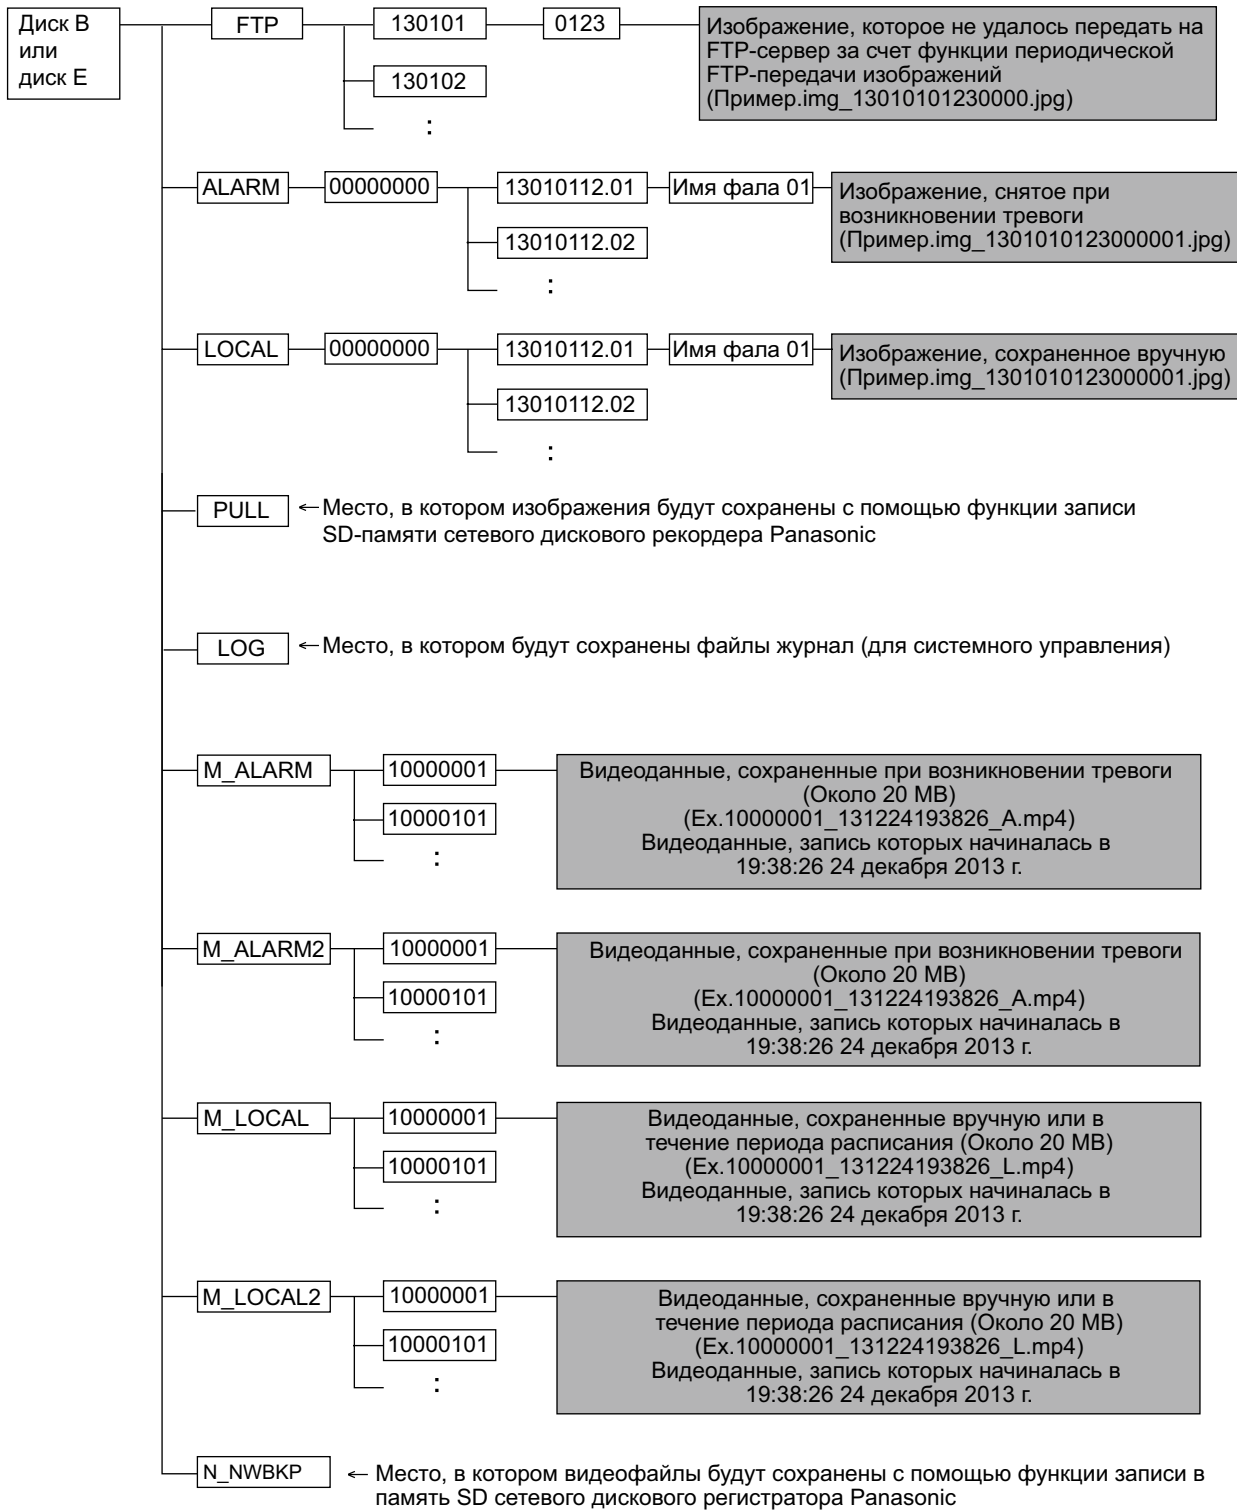 Диск B
или
диск E
FTP
130101
0123
Изображение, которое не удалось передать на
FTP-сервер за счет функции периодической
FTP-передачи изображений
(Пример.img_13010101230000.jpg)
130102
:
ALARM
00000000
13010112.01
Имя фала 01
Изображение, снятое при
возникновении тревоги
(Пример.img_1301010123000001.jpg)
13010112.02
:
LOCAL
00000000
13010112.01
Имя фала 01
Изображение, сохраненное вручную
(Пример.img_1301010123000001.jpg)
13010112.02
:
PULL
← Место, в котором изображения будут сохранены с помощью функции записи
SD-памяти сетевого дискового рекордера Panasonic
LOG
← Место, в котором будут сохранены файлы журнал (для системного управления)
M_ALARM
10000001
Видеоданные, сохраненные при возникновении тревоги
(Около 20 MB)
(Ex.10000001_131224193826_A.mp4)
Видеоданные, запись которых начиналась в
19:38:26 24 декабря 2013 г.
10000101
:
M_ALARM2
10000001
Видеоданные, сохраненные при возникновении тревоги
(Около 20 MB)
(Ex.10000001_131224193826_A.mp4)
Видеоданные, запись которых начиналась в
19:38:26 24 декабря 2013 г.
10000101
:
M_LOCAL
10000001
Видеоданные, сохраненные вручную или в
течение периода расписания (Около 20 MB)
(Ex.10000001_131224193826_L.mp4)
Видеоданные, запись которых начиналась в
19:38:26 24 декабря 2013 г.
10000101
:
M_LOCAL2
10000001
Видеоданные, сохраненные вручную или в
течение периода расписания (Около 20 MB)
(Ex.10000001_131224193826_L.mp4)
Видеоданные, запись которых начиналась в
19:38:26 24 декабря 2013 г.
10000101
:
N_NWBKP
← Место, в котором видеофайлы будут сохранены с помощью функции записи в
память SD сетевого дискового регистратора Panasonic